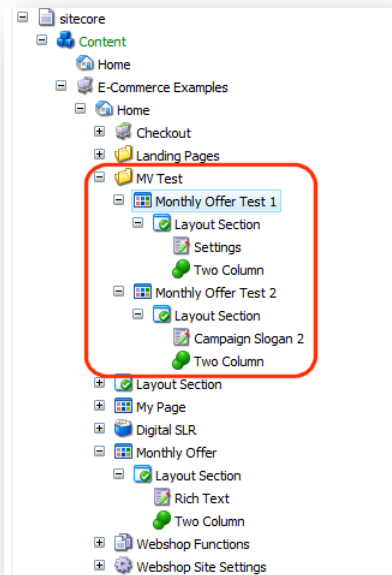 sitecore
Content
Home
E-Commerce Examples
Home
Checkout
Landing Pages
MV Test
Monthly Offer Test 1
Layout Section
Settings
Two Column
Monthly Offer Test 2
Layout Section
Campaign Slogan 2
Two Column
Layout Section
My Page
Digital SLR
Monthly Offer
Layout Section
Rich Text
Two Column
Webshop Functions
Webshop Site Settings